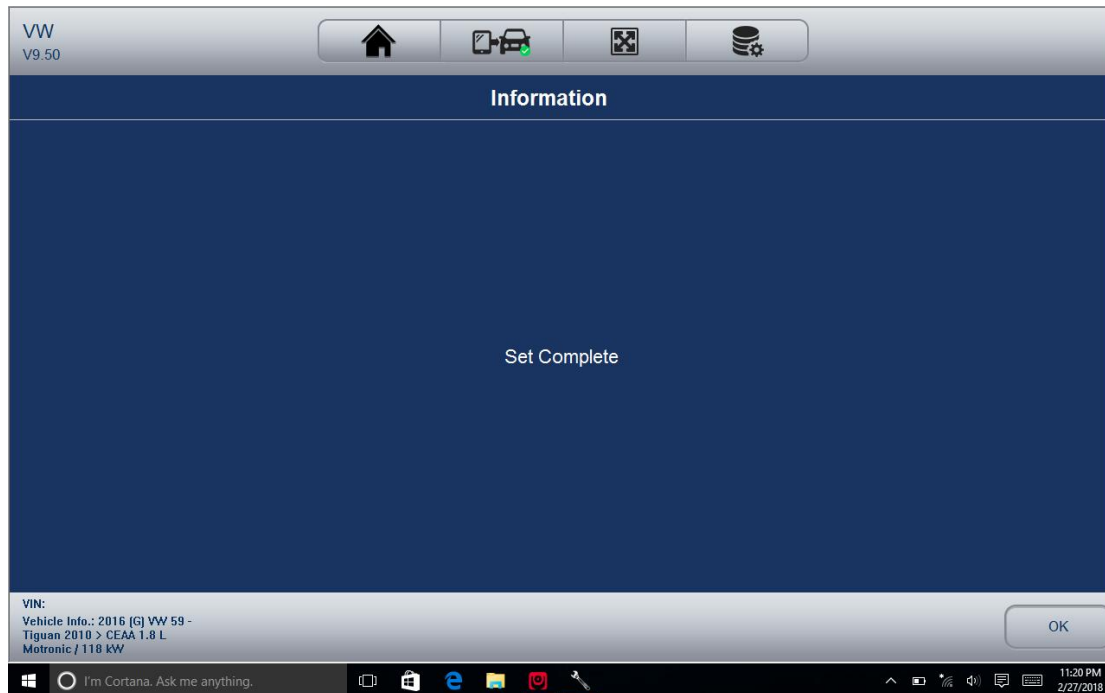 VW
V9.50
Information
Set Complete
VIN:
Vehicle Info.: 2016 (G) VW 59 -
Tiguan 2010 > CEAA 1.8 L
Motronic / 118 kW
OK
I'm Cortana. Ask me anything.
11:20 PM
2/27/2018